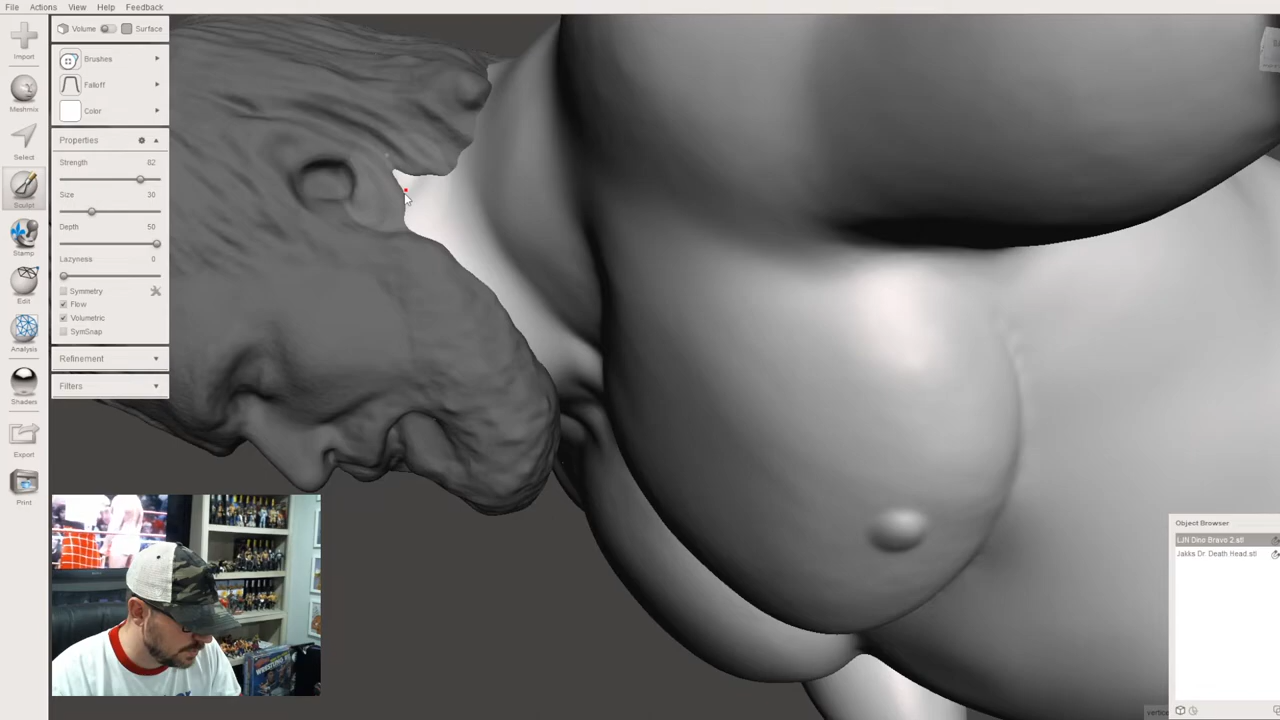 File Actions View Help Feedback
Import
Meshmix
Select
Sculpt
Stamp
Edit
Analysis
Shaders
Export
Print
Volume Surface
Brushes
Falloff
Color
Properties
Strength 82
Size 30
Depth 50
Lazyness 0
Symmetry
Flow
Volumetric
SymSnap
Refinement
Filters
Object Browser
LJN Dino Bravo 2.stl
Jakks Dr. Death Head.stl